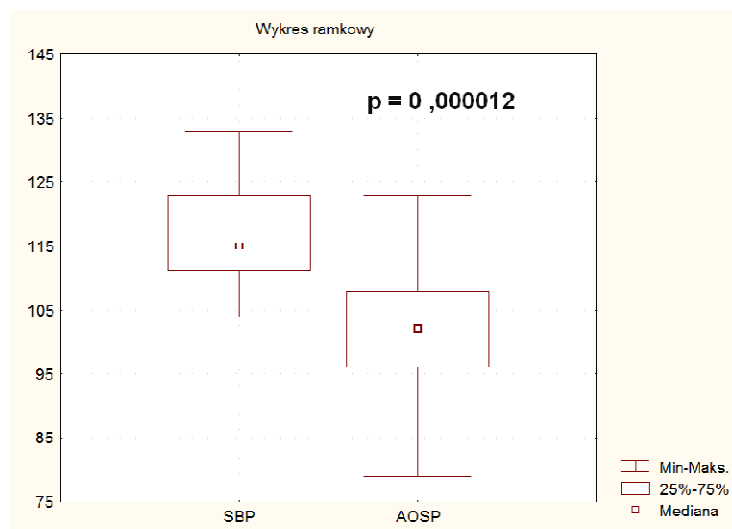 Wykres ramkowy
145
135
125
115
105
95
85
75
p = 0 ,000012
SBP
AOSP
Min-Maks.
25%-75%
Mediana